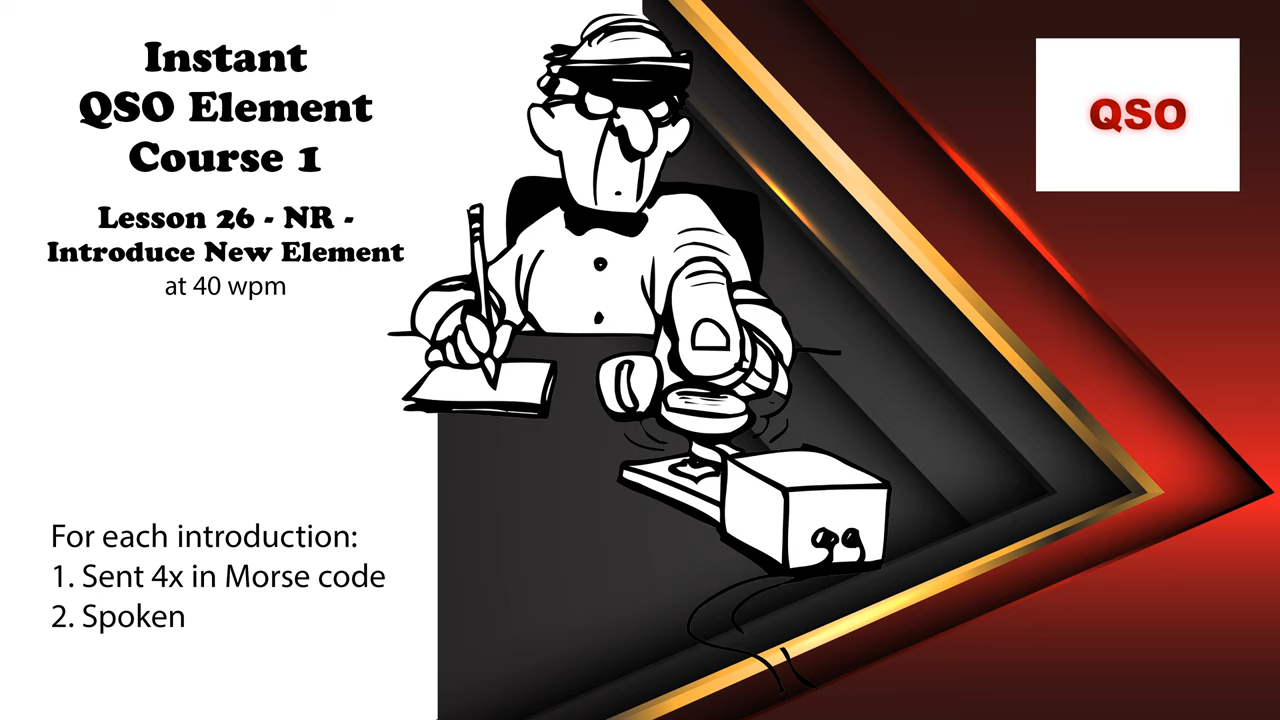 Instant
QSO Element
Course 1
Lesson 26 - NR -
Introduce New Element
at 40 wpm
QSO
For each introduction:
1. Sent 4x in Morse code
2. Spoken